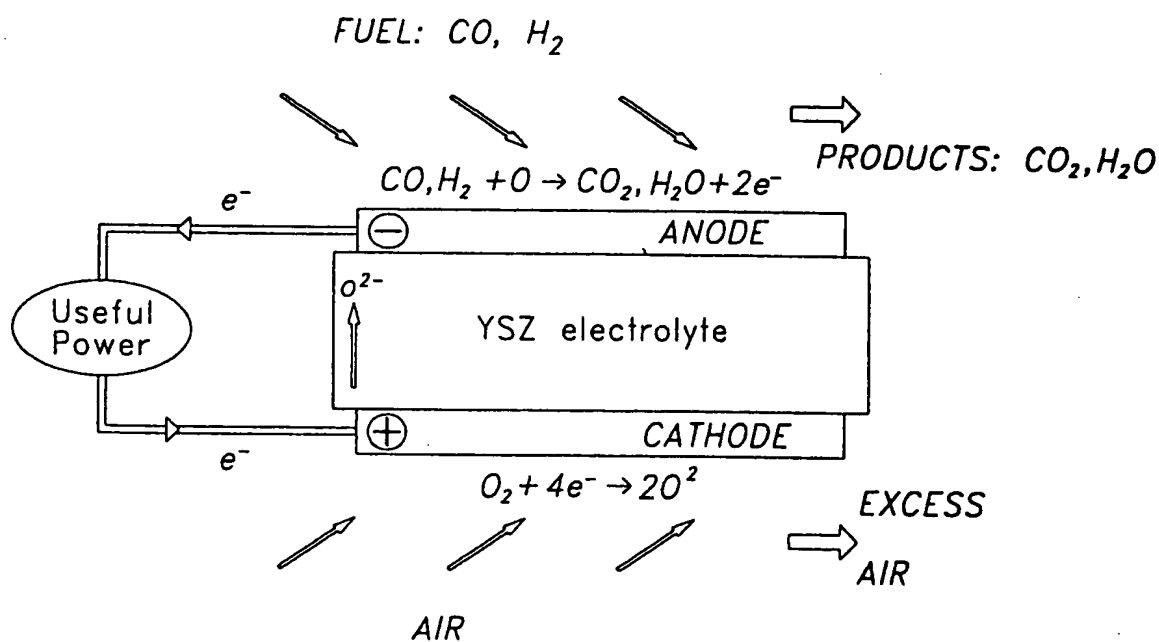 FUEL: CO, H₂
PRODUCTS: CO₂,H₂O
CO,H₂ +O → CO₂, H₂O+2e⁻
e⁻
⊖
ANODE
O²⁻
YSZ electrolyte
Useful
Power
⊕
CATHODE
e⁻
O₂+4e⁻→2O²
EXCESS
AIR
AIR